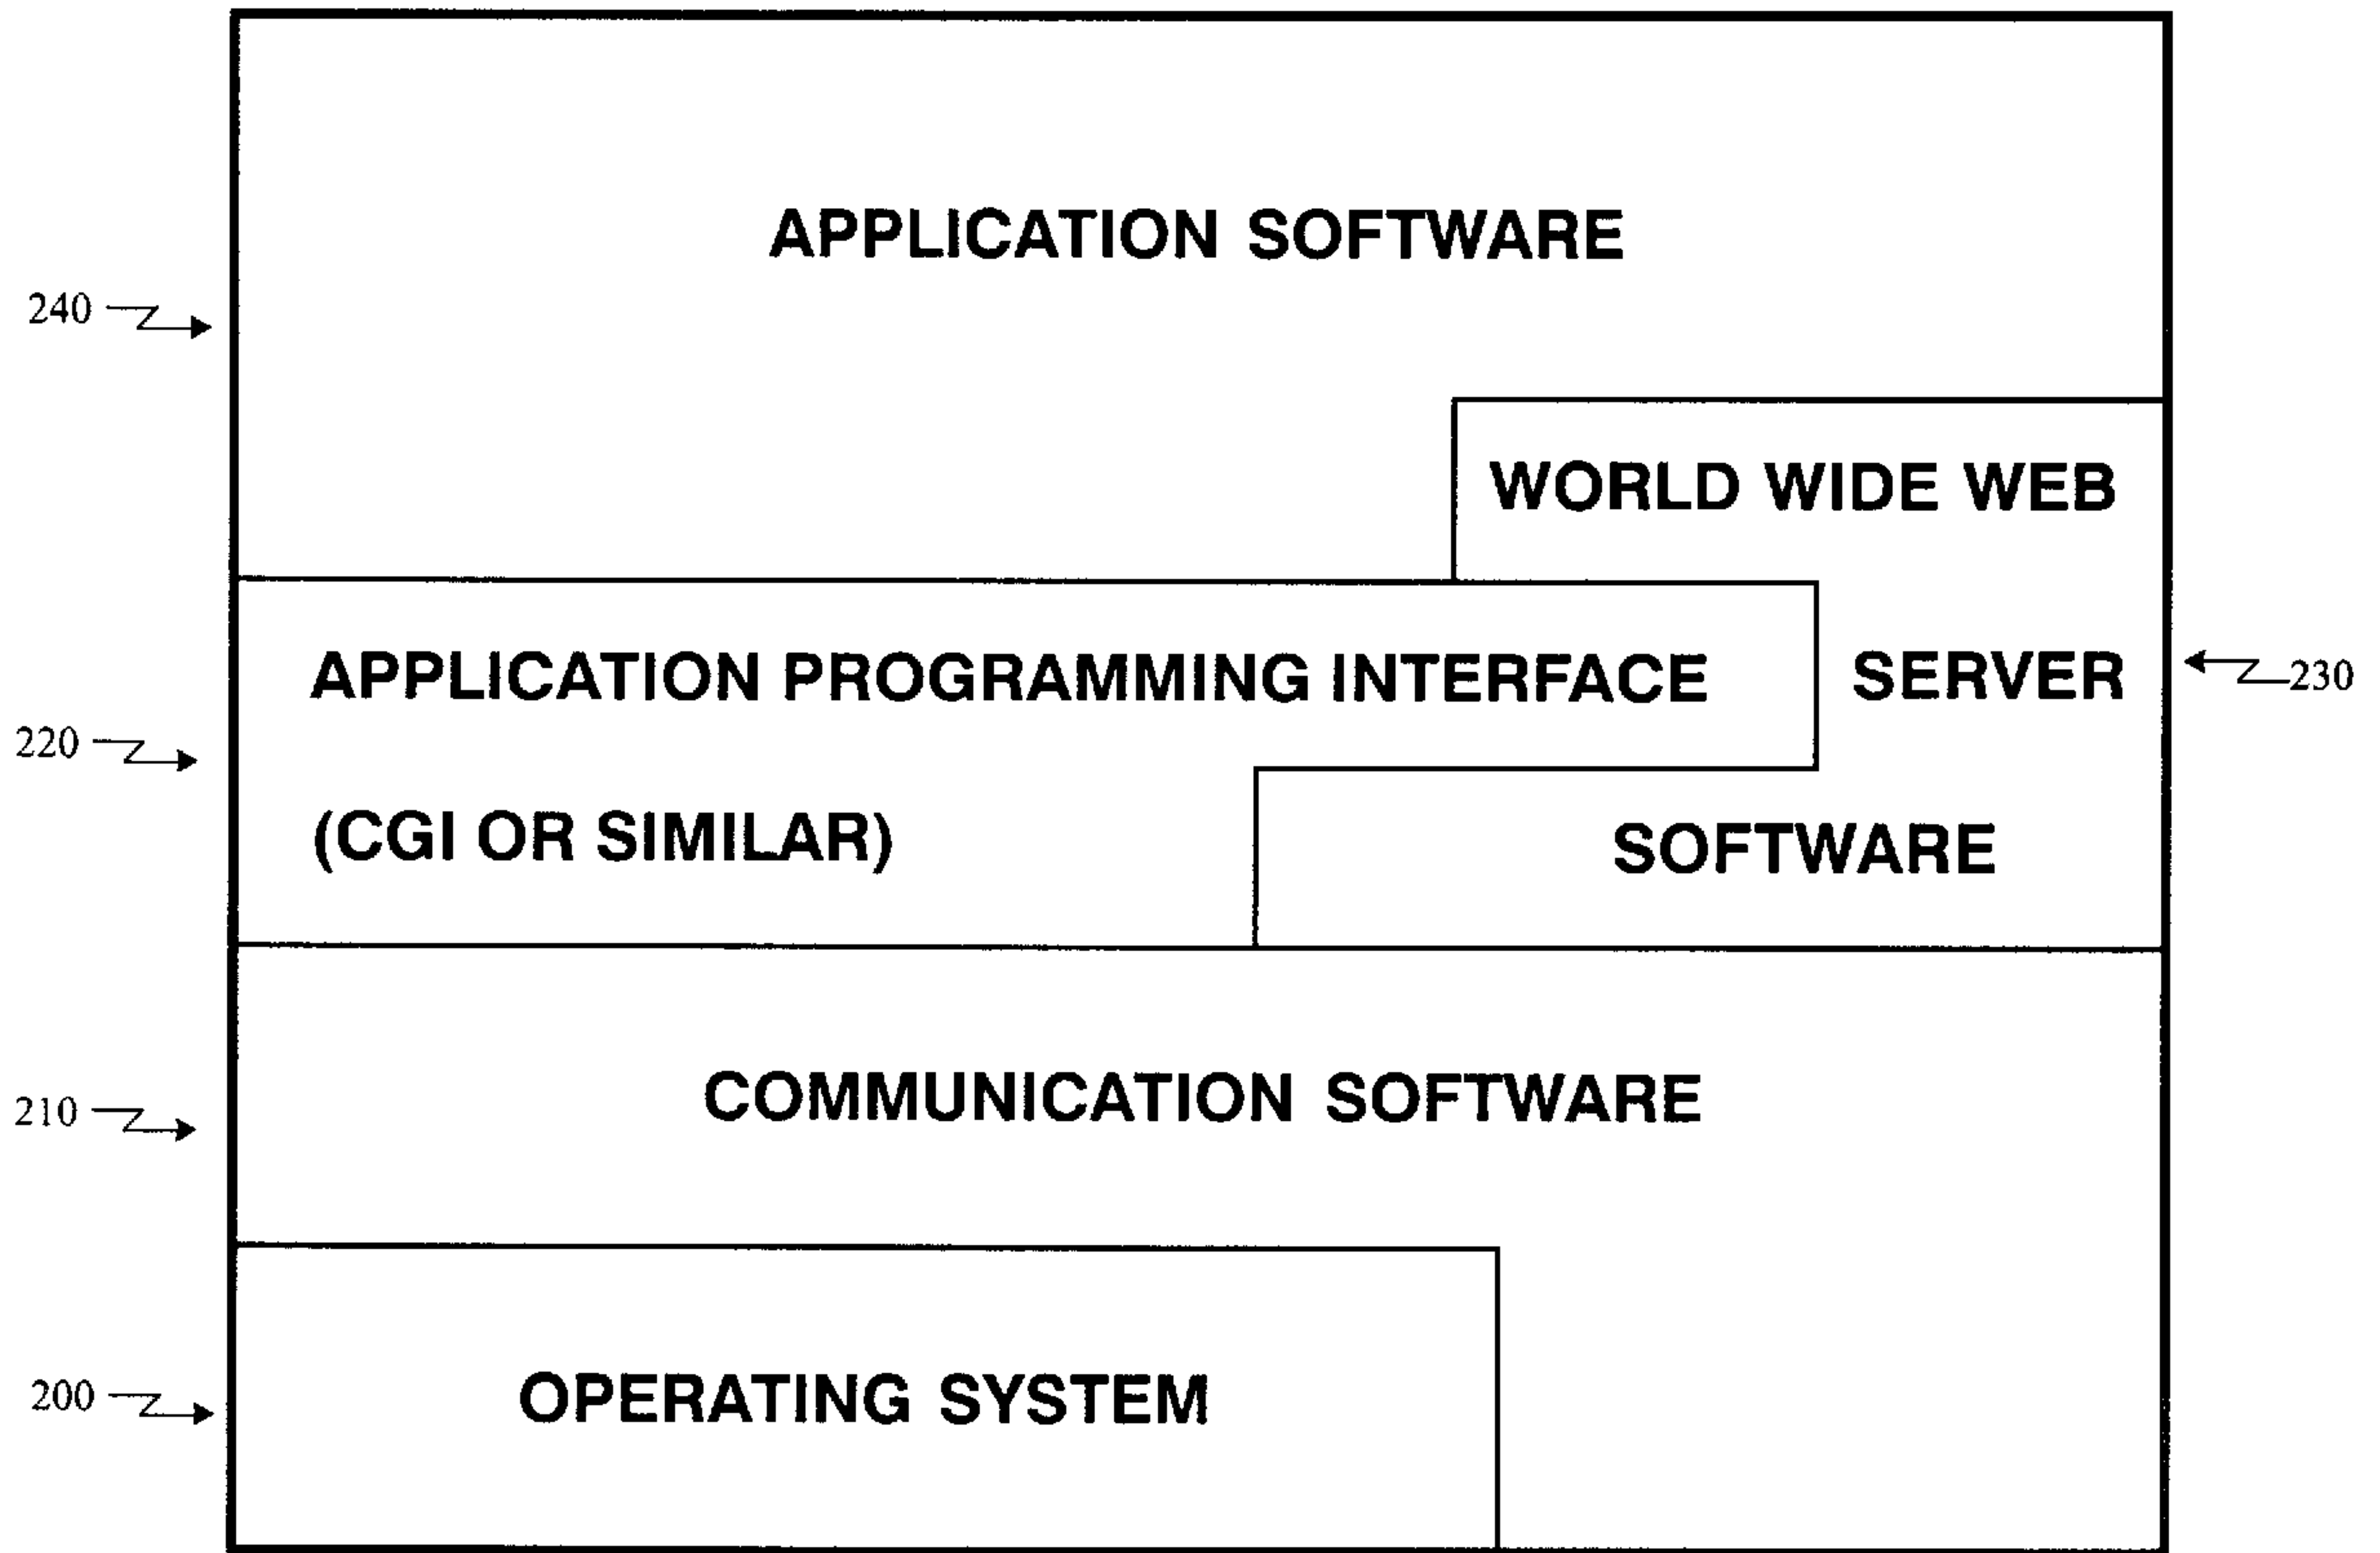 APPLICATION SOFTWARE
240
WORLD WIDE WEB
APPLICATION PROGRAMMING INTERFACE
SERVER
230
220
(CGI OR SIMILAR)
SOFTWARE
COMMUNICATION SOFTWARE
210
OPERATING SYSTEM
200